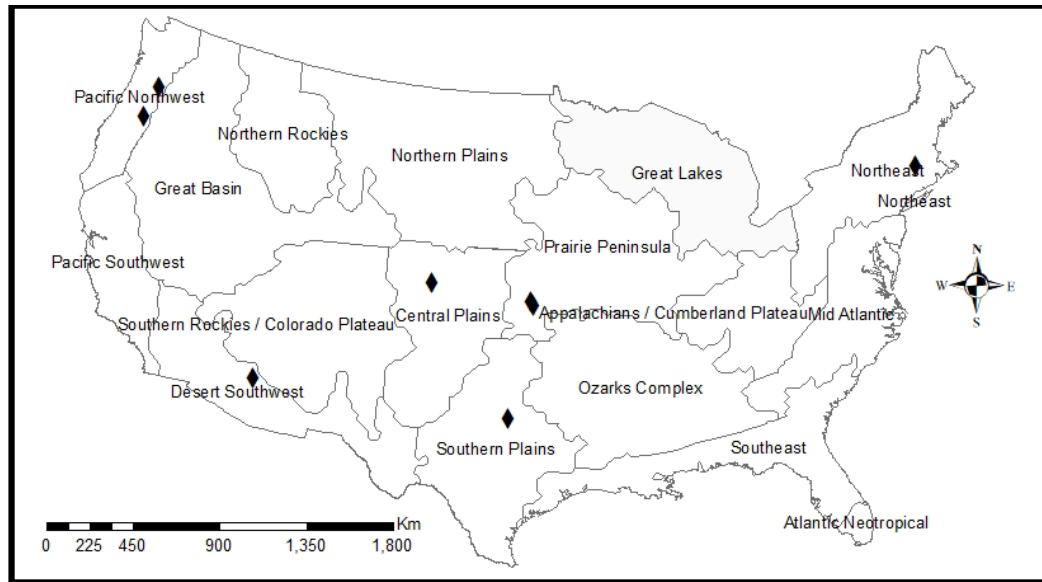 Pacific Northwest
Northern Rockies
Northern Plains
Great Lakes
Northeast
Great Basin
Northeast
Prairie Peninsula
Pacific Southwest
N
W E
S
Southern Rockies / Colorado Plateau
Central Plains
Appalachians / Cumberland Plateau
Mid Atlantic
Desert Southwest
Ozarks Complex
Southern Plains
Southeast
Atlantic Neotropical
Km
0 225 450 900 1,350 1,800